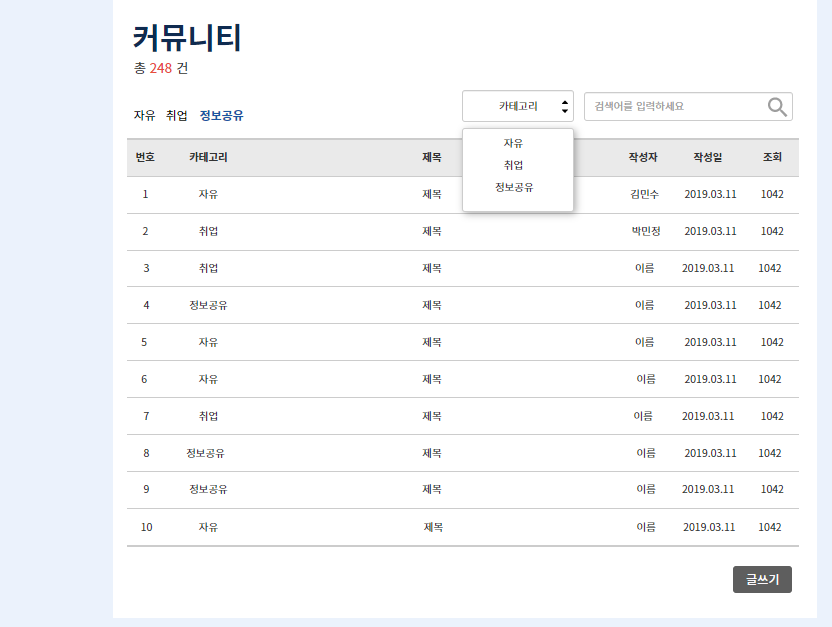 커뮤니티
총 248 건
자유 취업 정보공유
카테고리 검색어를 입력하세요
자유
취업
정보공유
번호 카테고리 제목 작성자 작성일 조회
1 자유 제목 김민수 2019.03.11 1042
2 취업 제목 박민정 2019.03.11 1042
3 취업 제목 이름 2019.03.11 1042
4 정보공유 제목 이름 2019.03.11 1042
5 자유 제목 이름 2019.03.11 1042
6 자유 제목 이름 2019.03.11 1042
7 취업 제목 이름 2019.03.11 1042
8 정보공유 제목 이름 2019.03.11 1042
9 정보공유 제목 이름 2019.03.11 1042
10 자유 제목 이름 2019.03.11 1042
글쓰기